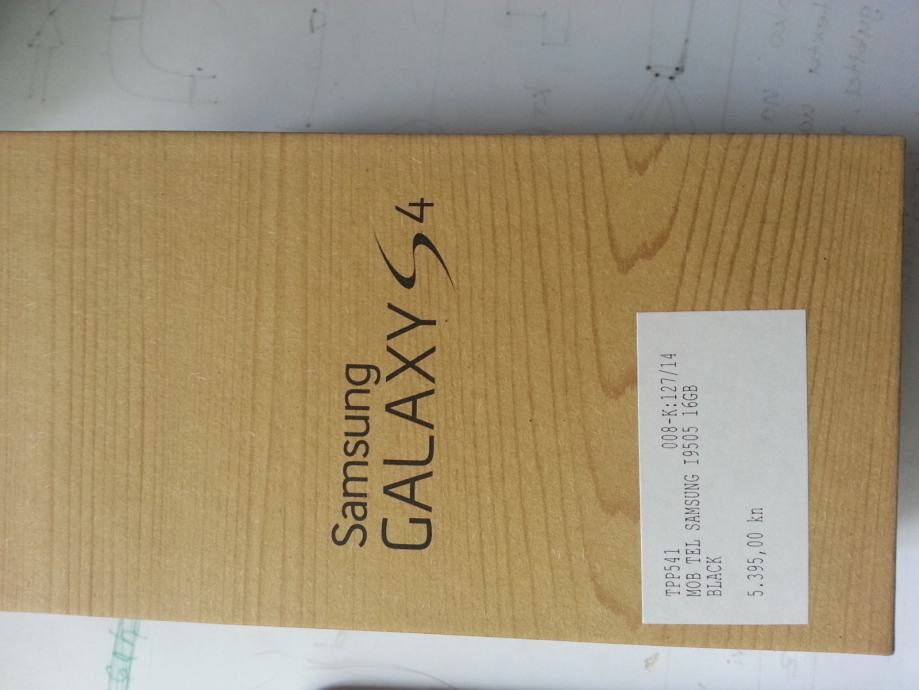 Samsung
GALAXY S4
TPP541 008-K:127/14
MOB TEL SAMSUNG I9505 16GB
BLACK
5.395,00 kn